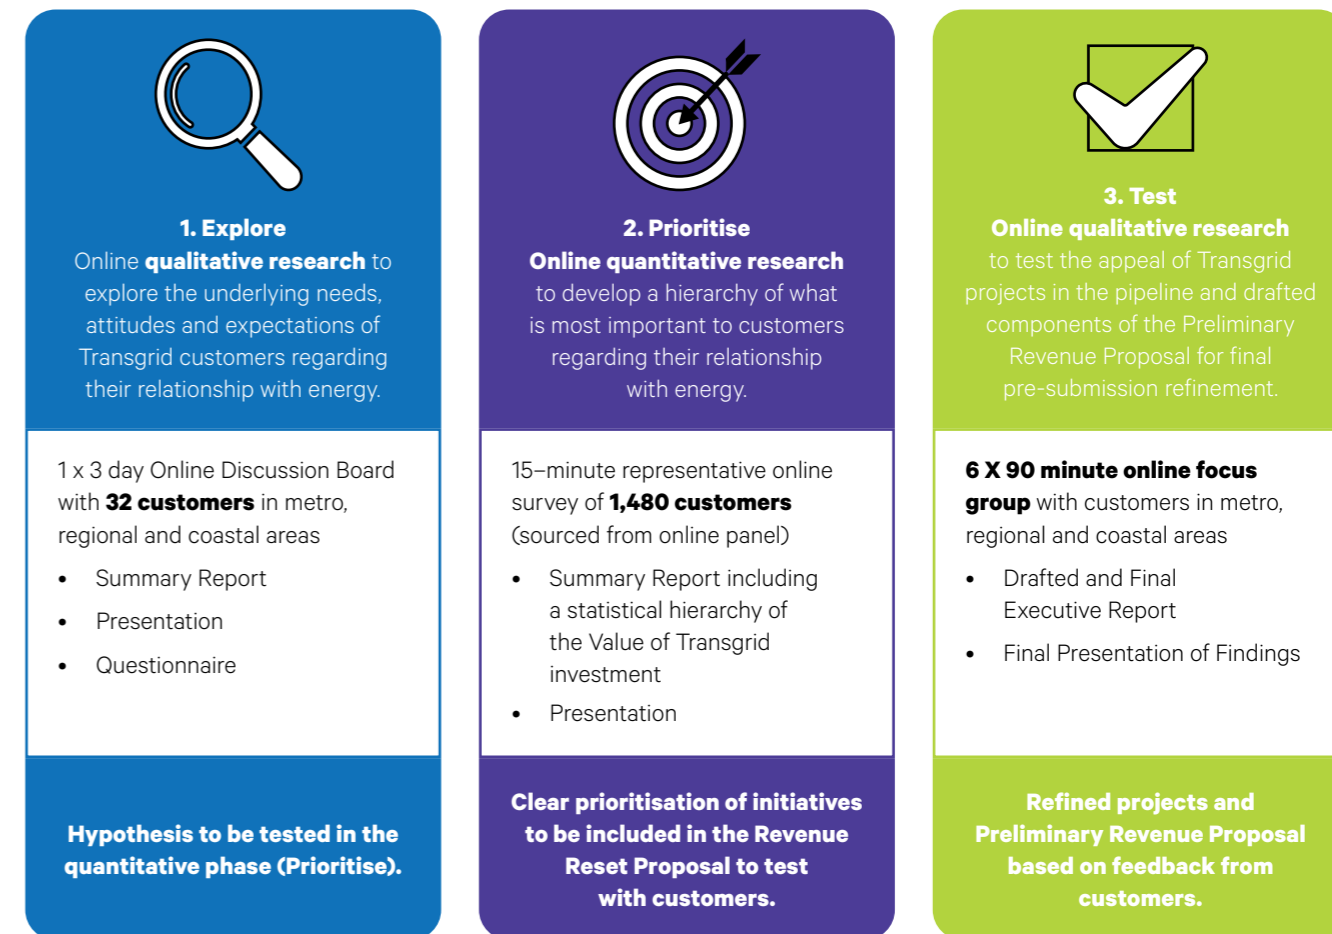 1. Explore
Online qualitative research to
explore the underlying needs,
attitudes and expectations of
Transgrid customers regarding
their relationship with energy.
1 x 3 day Online Discussion Board
with 32 customers in metro,
regional and coastal areas
• Summary Report
• Presentation
• Questionnaire
Hypothesis to be tested in the
quantitative phase (Prioritise).
2. Prioritise
Online quantitative research
to develop a hierarchy of what
is most important to customers
regarding their relationship
with energy.
15–minute representative online
survey of 1,480 customers
(sourced from online panel)
• Summary Report including
a statistical hierarchy of
the Value of Transgrid
investment
• Presentation
Clear prioritisation of initiatives
to be included in the Revenue
Reset Proposal to test
with customers.
3. Test
Online qualitative research
to test the appeal of Transgrid
projects in the pipeline and drafted
components of the Preliminary
Revenue Proposal for final
pre-submission refinement.
6 X 90 minute online focus
group with customers in metro,
regional and coastal areas
• Drafted and Final
Executive Report
• Final Presentation of Findings
Refined projects and
Preliminary Revenue Proposal
based on feedback from
customers.